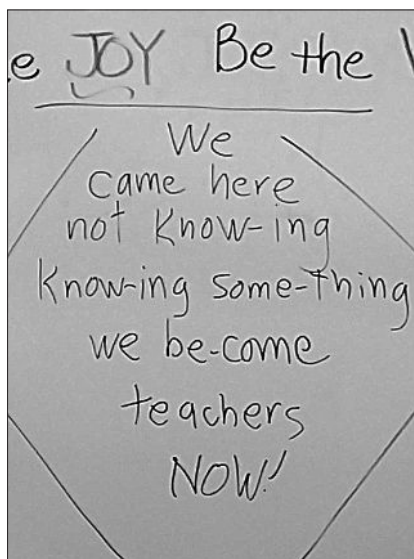 e JOY Be the
We
came here
not Know-ing
Know-ing some-thing
we be-come
teachers
NOW!